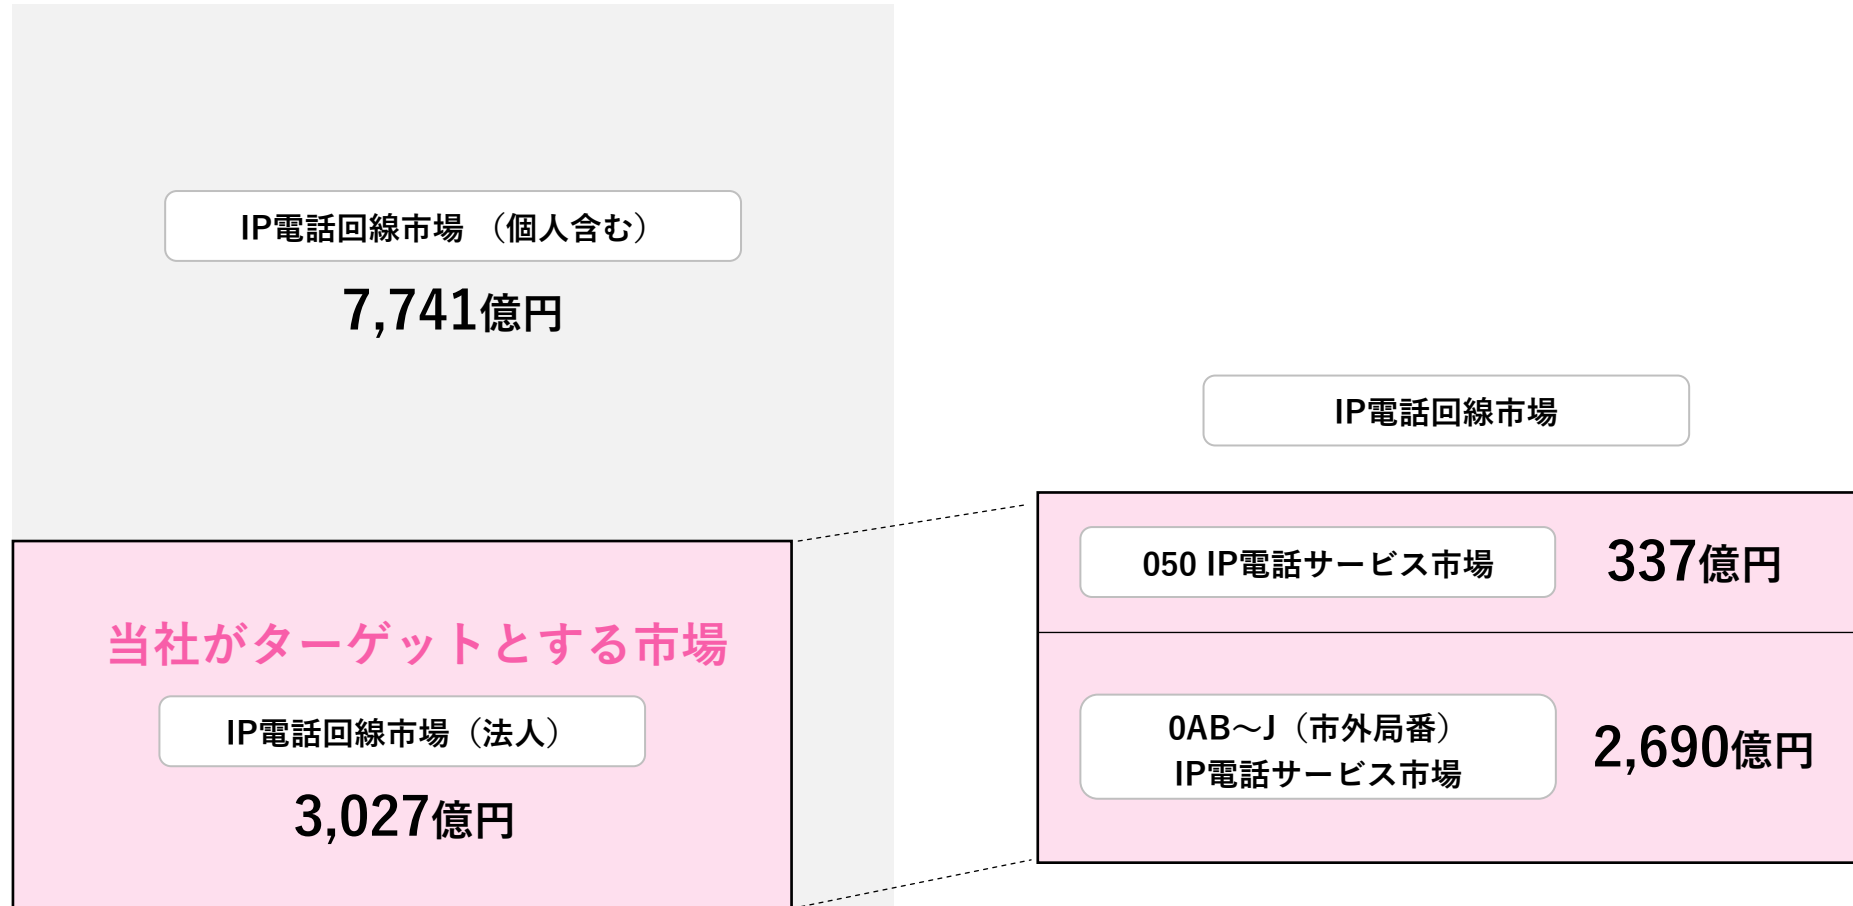 IP電話回線市場 （個人含む）
7,741億円
当社がターゲットとする市場
IP電話回線市場（法人）
3,027億円
IP電話回線市場
050 IP電話サービス市場
337億円
0AB～J（市外局番）
IP電話サービス市場
2,690億円